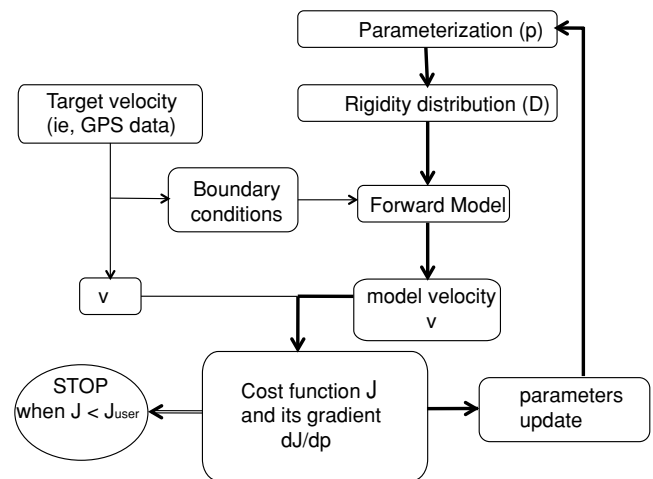 Parameterization (p)
Target velocity
(ie, GPS data)
Rigidity distribution (D)
Boundary
conditions
Forward Model
v
model velocity
v
STOP
when J < Juser
Cost function J
and its gradient
dJ/dp
parameters
update